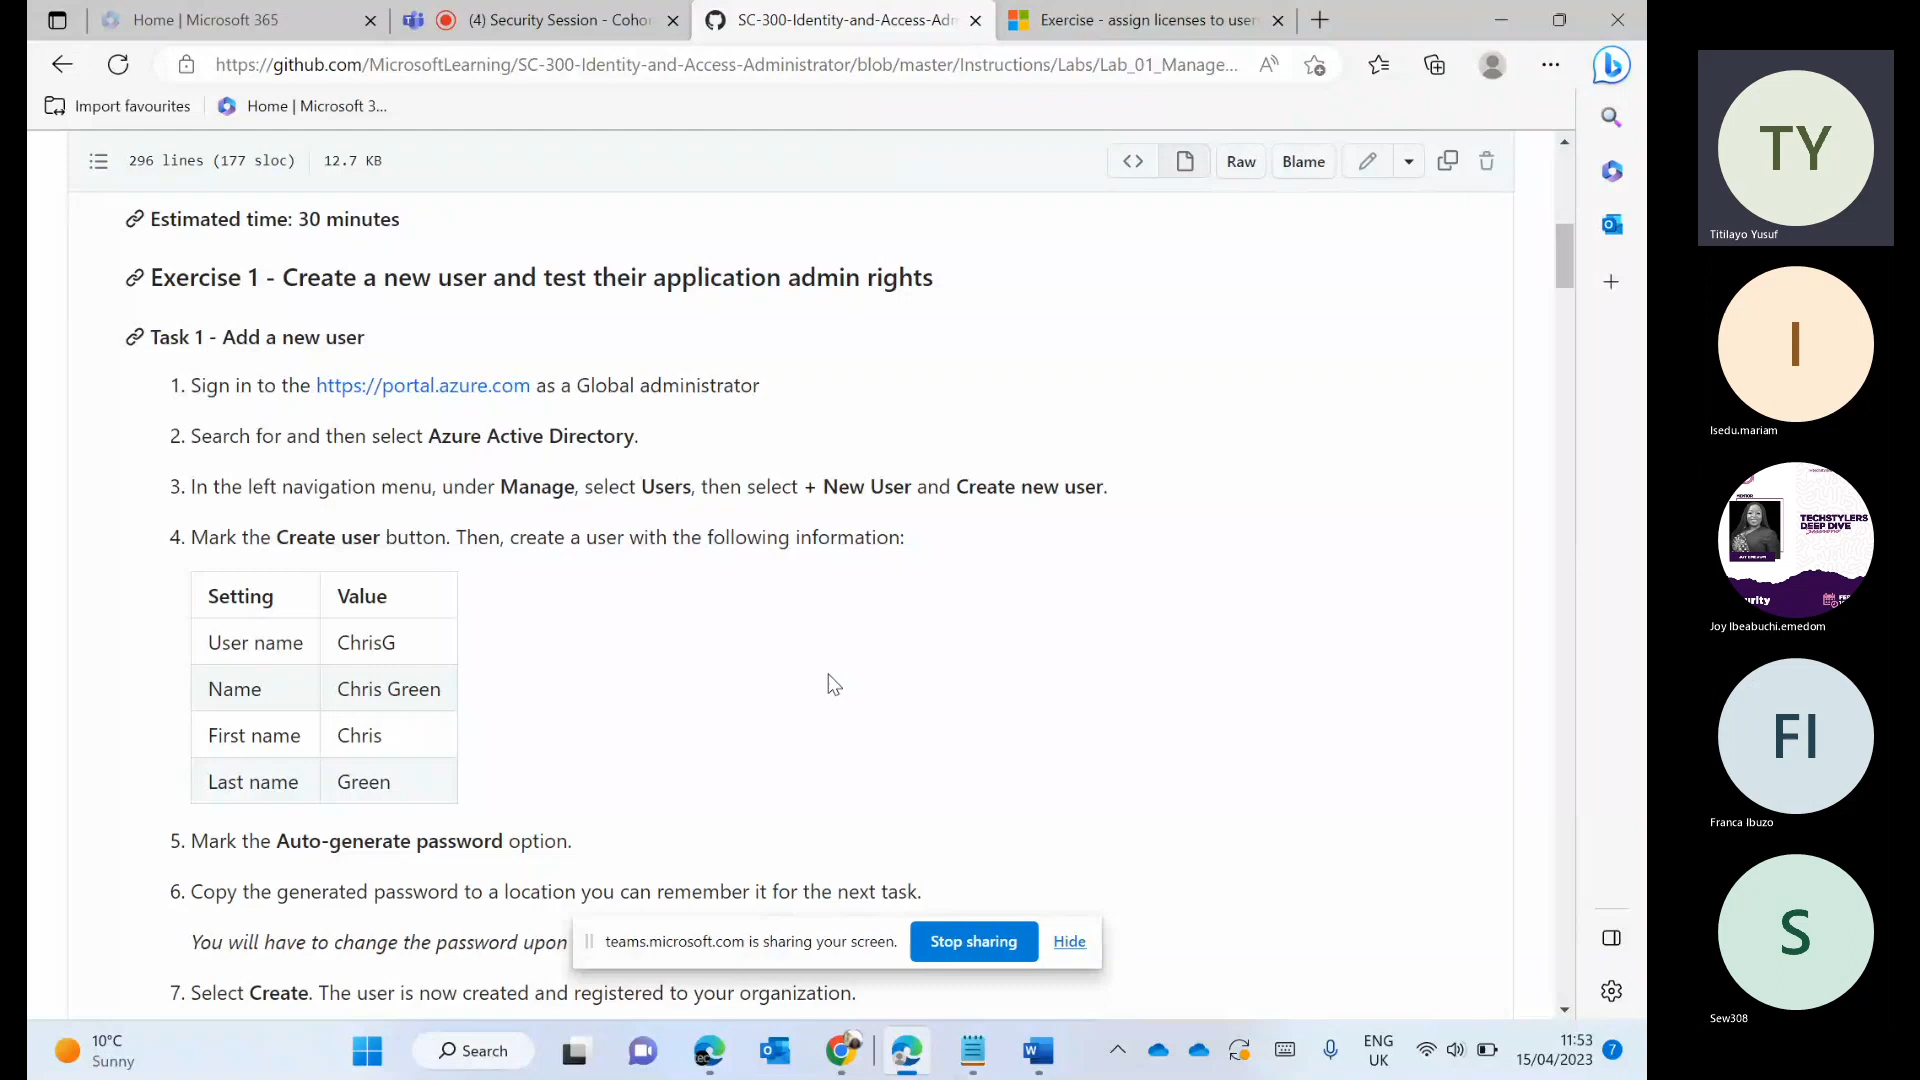 Home | Microsoft 365
(4) Security Session - Coho
SC-300-Identity-and-Access-Adm
Exercise - assign licenses to user
https://github.com/MicrosoftLearning/SC-300-Identity-and-Access-Administrator/blob/master/Instructions/Labs/Lab_01_Manage...
Import favourites
Home | Microsoft 3...
296 lines (177 sloc)
12.7 KB
Raw
Blame
Estimated time: 30 minutes
Exercise 1 - Create a new user and test their application admin rights
Task 1 - Add a new user
1. Sign in to the https://portal.azure.com as a Global administrator
2. Search for and then select Azure Active Directory.
3. In the left navigation menu, under Manage, select Users, then select + New User and Create new user.
4. Mark the Create user button. Then, create a user with the following information:
Setting Value
User name ChrisG
Name Chris Green
First name Chris
Last name Green
5. Mark the Auto-generate password option.
6. Copy the generated password to a location you can remember it for the next task.
You will have to change the password upon
teams.microsoft.com is sharing your screen.
Stop sharing
Hide
7. Select Create. The user is now created and registered to your organization.
10°C
Sunny
Search
ENG
UK
11:53
15/04/2023
7
TY
Titilayo Yusuf
I
Isedu.mariam
TECHSTYLERS
DEEP DIVE
urity
Joy Ibeabuchi.emedom
FI
Franca Ibuzo
S
Sew308